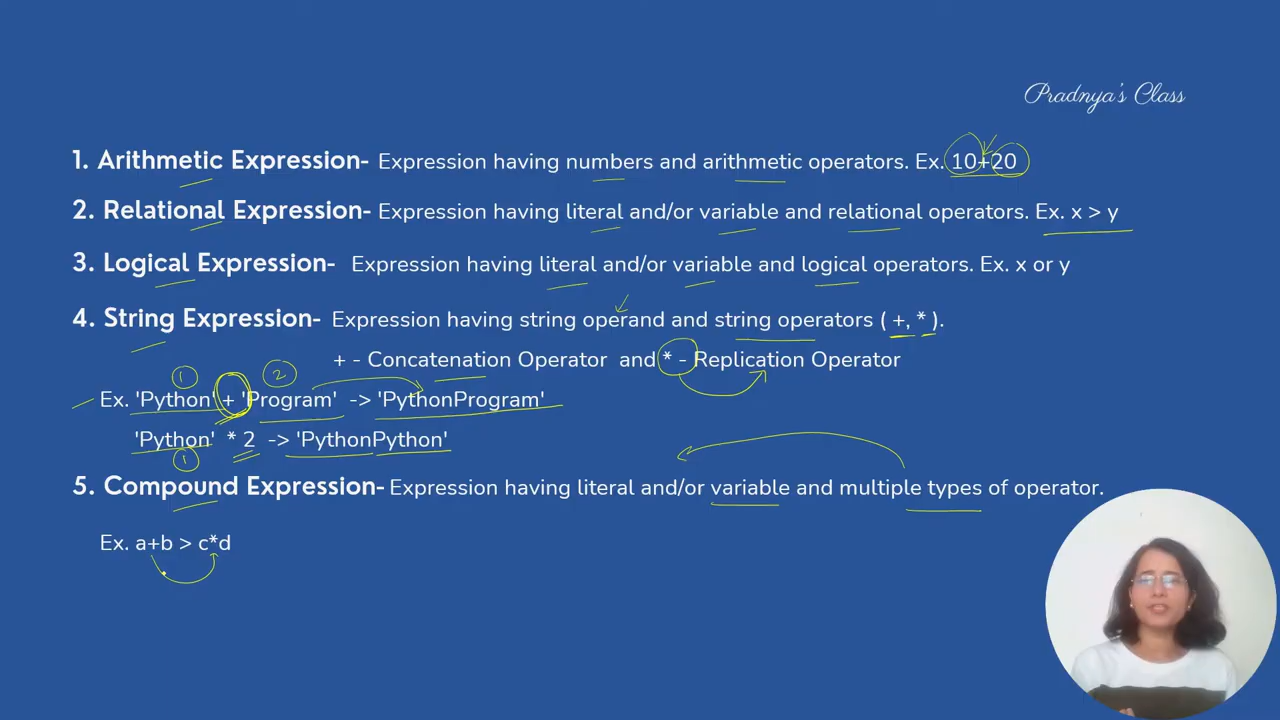 Pradnya's Class
1. Arithmetic Expression- Expression having numbers and arithmetic operators. Ex. 10+20
2. Relational Expression- Expression having literal and/or variable and relational operators. Ex. x > y
3. Logical Expression- Expression having literal and/or variable and logical operators. Ex. x or y
4. String Expression- Expression having string operand and string operators ( +, * ).
+ - Concatenation Operator and * - Replication Operator
1 2
Ex. 'Python' + 'Program' -> 'PythonProgram'
'Python' * 2 -> 'PythonPython'
1
5. Compound Expression- Expression having literal and/or variable and multiple types of operator.
Ex. a+b > c*d